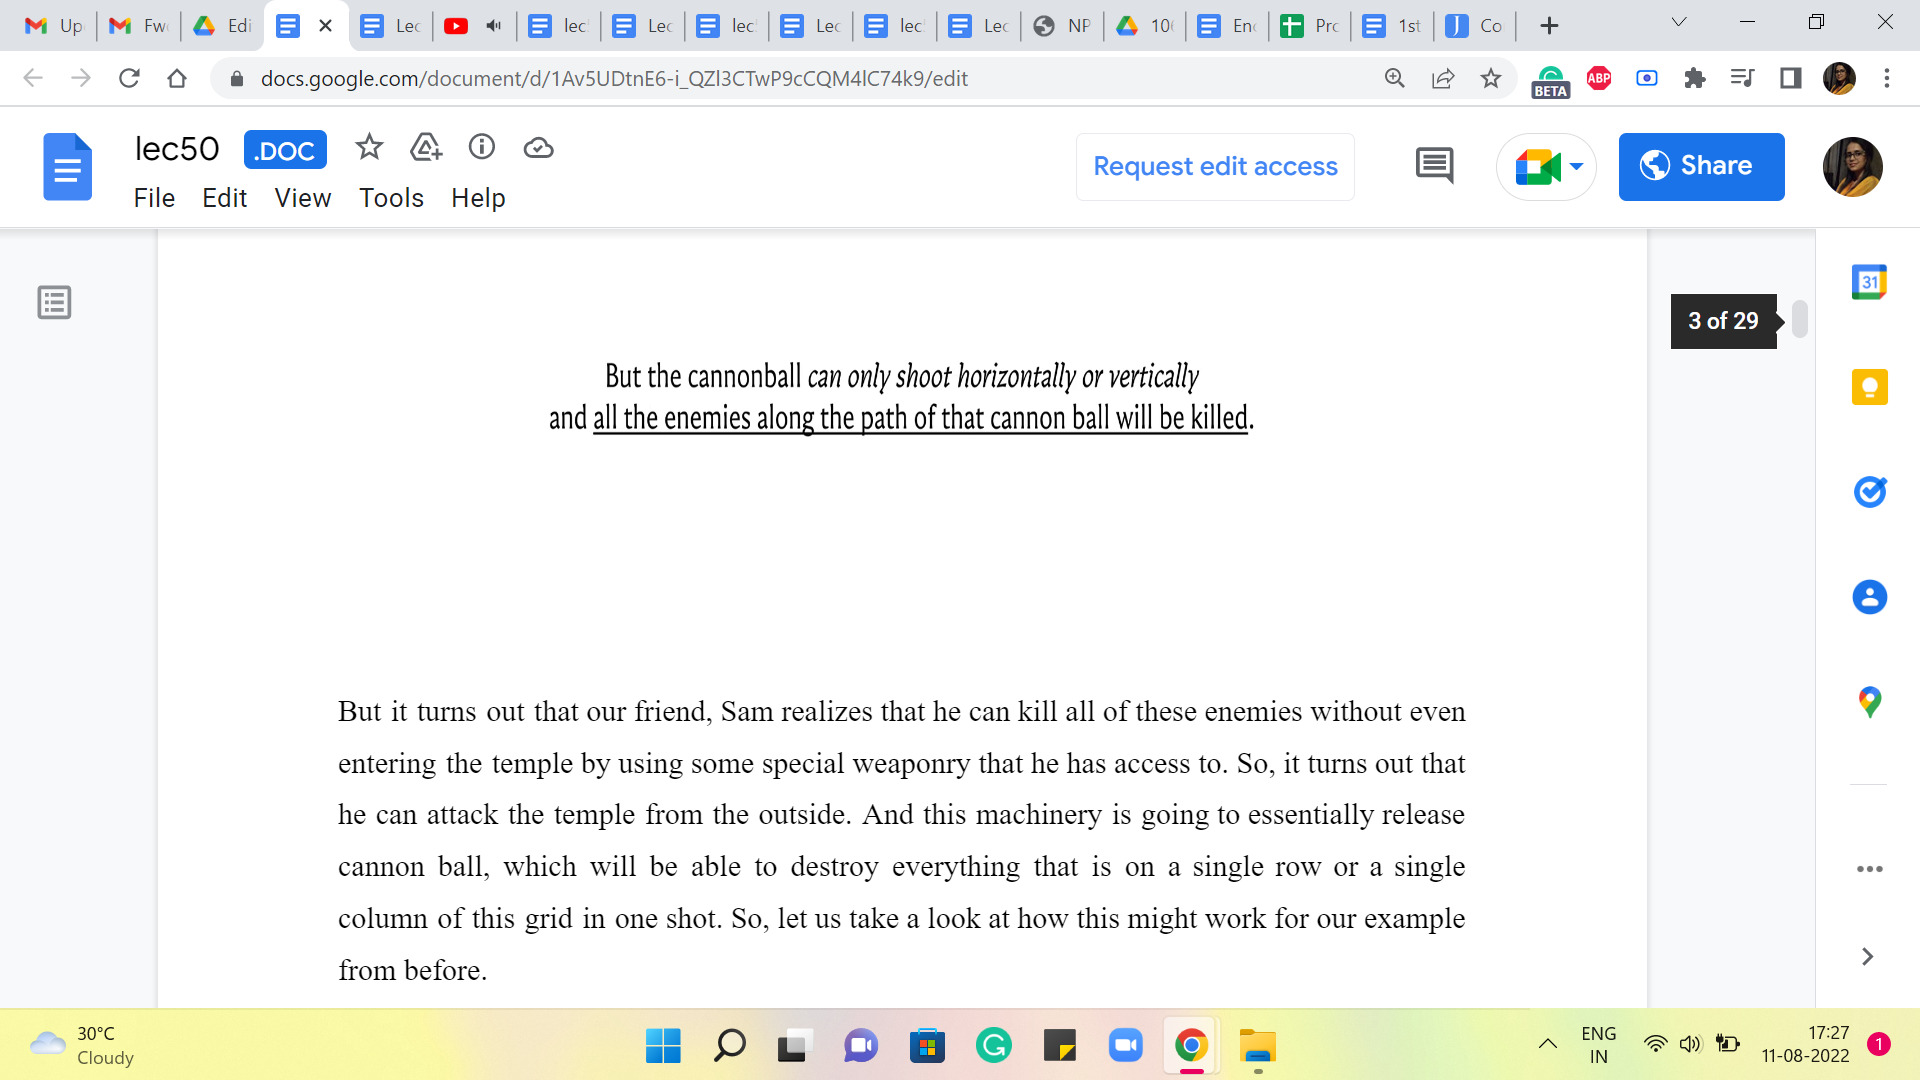 Up
Fw
Edi
Lec
lec
Lec
lec
Lec
lec
Lec
NP
10
En
Pro
1st
Co
docs.google.com/document/d/1Av5UDtnE6-i_QZl3CTwP9cCQM4lC74k9/edit
ABP
BETA
lec50
.DOC
File Edit View Tools Help
Request edit access
Share
31
3 of 29
But the cannonball can only shoot horizontally or vertically
and all the enemies along the path of that cannon ball will be killed.
But it turns out that our friend, Sam realizes that he can kill all of these enemies without even
entering the temple by using some special weaponry that he has access to. So, it turns out that
he can attack the temple from the outside. And this machinery is going to essentially release
cannon ball, which will be able to destroy everything that is on a single row or a single
column of this grid in one shot. So, let us take a look at how this might work for our example
from before.
30°C
Cloudy
ENG
IN
17:27
11-08-2022
1